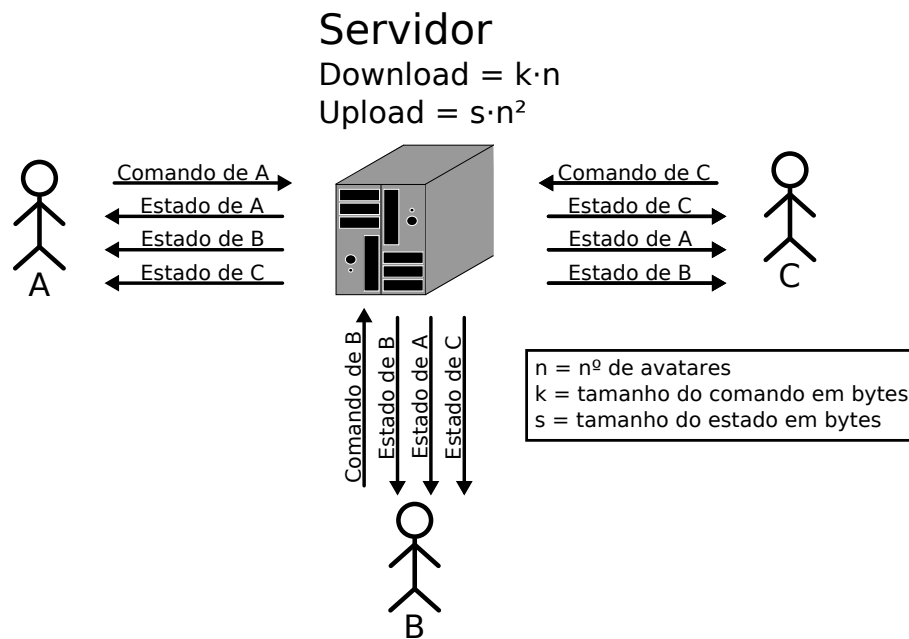 Servidor
Download = k·n
Upload = s·n²
Comando de A
Estado de A
Estado de B
Estado de C
A
Comando de C
Estado de C
Estado de A
Estado de B
C
Comando de B
Estado de B
Estado de A
Estado de C
B
n = nº de avatares
k = tamanho do comando em bytes
s = tamanho do estado em bytes